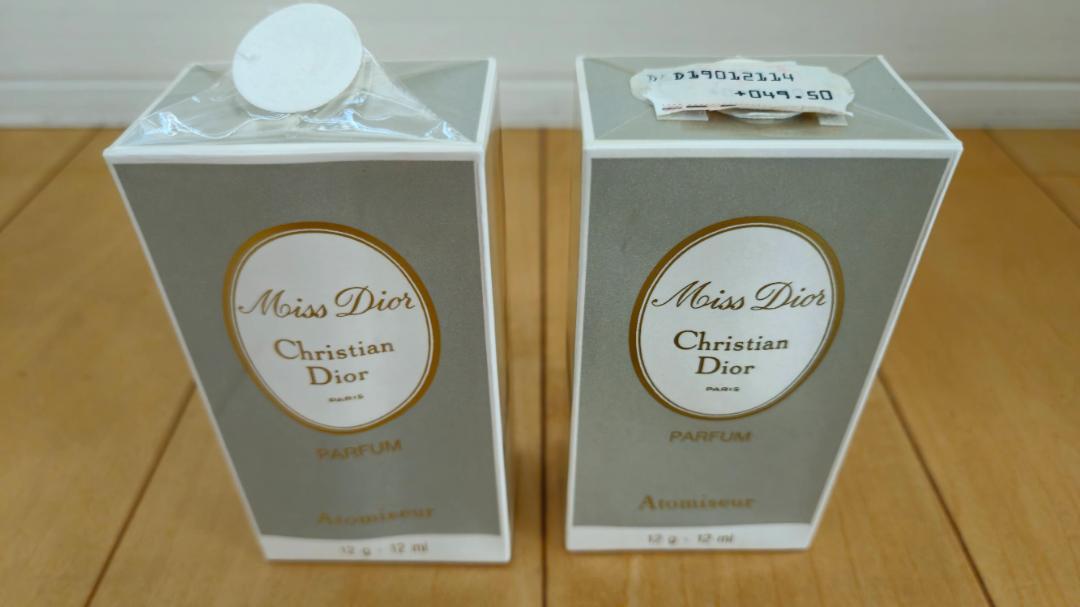 Miss Dior
Christian
Dior
PARIS
PARFUM
Atomiseur
12 g - 12 ml
D19012114
+049.50
Miss Dior
Christian
Dior
PARIS
PARFUM
Atomiseur
12 g - 12 ml